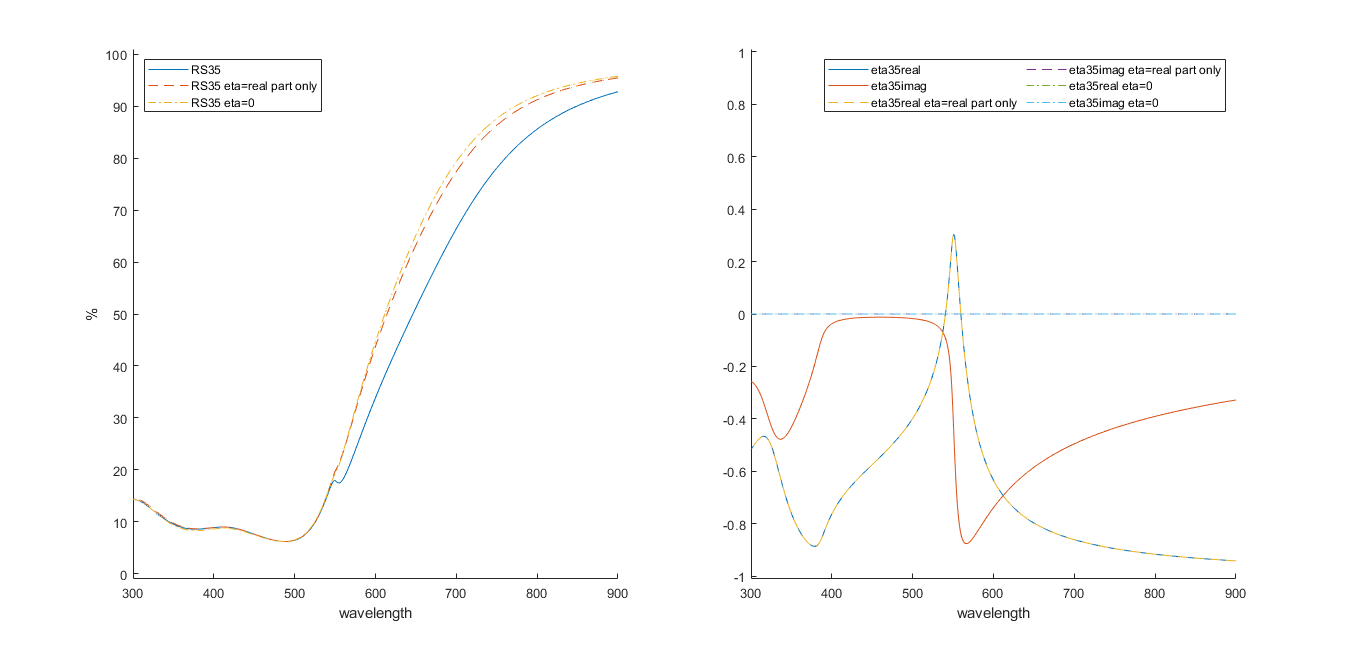 100
90
80
70
60
50
40
30
20
10
0
%
300 400 500 600 700 800 900
wavelength
RS35
RS35 eta=real part only
RS35 eta=0
1
0.8
0.6
0.4
0.2
0
-0.2
-0.4
-0.6
-0.8
-1
300 400 500 600 700 800 900
wavelength
eta35real
eta35imag
eta35real eta=real part only
eta35imag eta=real part only
eta35real eta=0
eta35imag eta=0